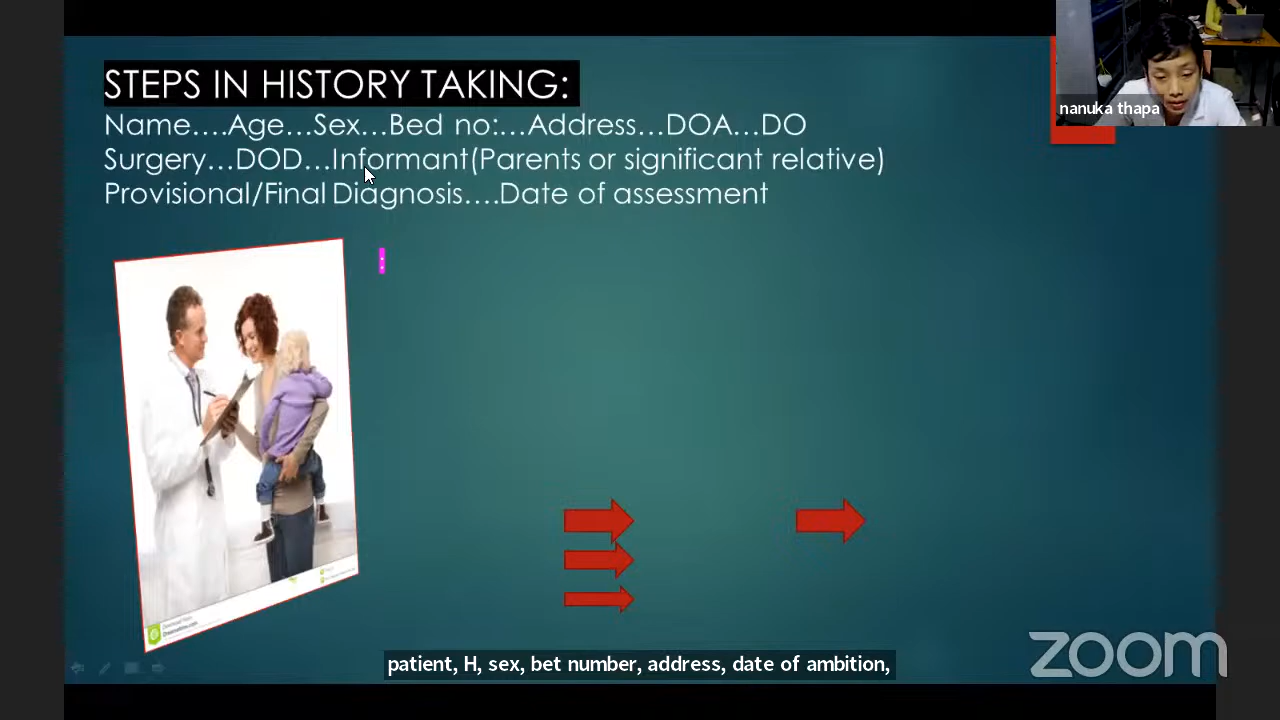 STEPS IN HISTORY TAKING:
Name....Age...Sex...Bed no:...Address...DOA...DO
Surgery...DOD...Informant(Parents or significant relative)
Provisional/Final Diagnosis....Date of assessment
nanuka thapa
patient, H, sex, bet number, address, date of ambition,
zoom